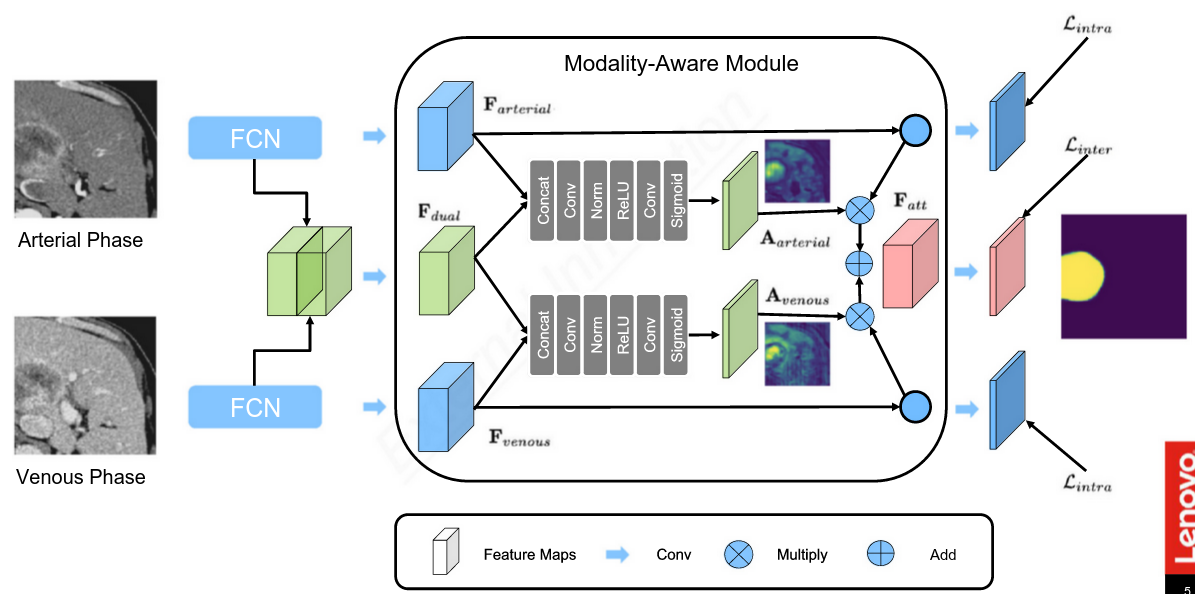 Modality-Aware Module
Arterial Phase
Venous Phase
FCN
FCN
F_arterial
F_dual
F_venous
Concat
Conv
Norm
ReLU
Conv
Sigmoid
Concat
Conv
Norm
ReLU
Conv
Sigmoid
A_arterial
A_venous
F_att
ℒ_intra
ℒ_inter
ℒ_intra
Feature Maps
Conv
Multiply
Add
Lenovo
5